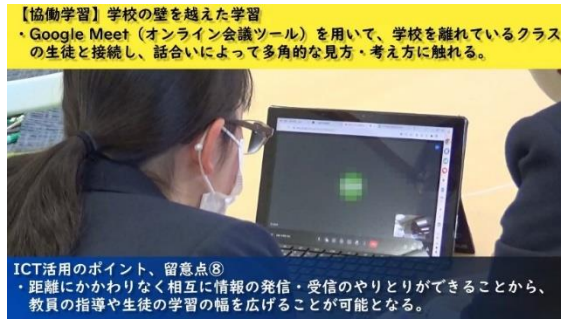 【協働学習】学校の壁を越えた学習
・Google Meet（オンライン会議ツール）を用いて、学校を離れているクラス
の生徒と接続し、話合いによって多角的な見方・考え方に触れる。
ICT活用のポイント、留意点⑧
・距離にかかわりなく相互に情報の発信・受信のやりとりができることから、
教員の指導や生徒の学習の幅を広げることが可能となる。